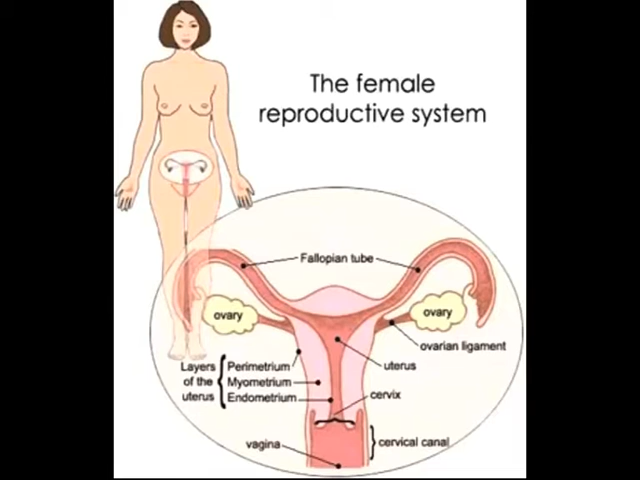 The female
reproductive system
Fallopian tube
ovary
ovary
ovarian ligament
Layers
of the
uterus
Perimetrium
Myometrium
Endometrium
uterus
cervix
vagina
cervical canal